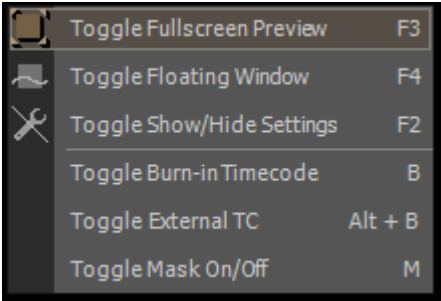 Toggle Fullscreen Preview F3
Toggle Floating Window F4
Toggle Show/Hide Settings F2
Toggle Burn-in Timecode B
Toggle External TC Alt + B
Toggle Mask On/Off M